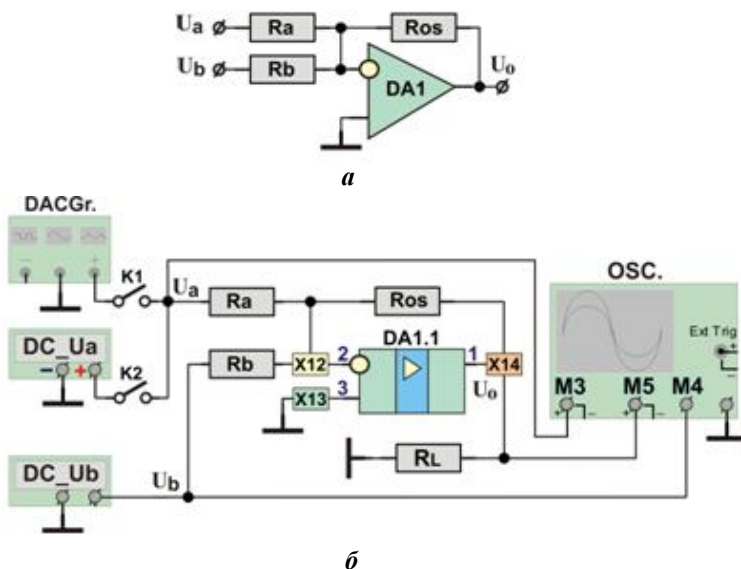 Ua Ra Ros
Ub Rb Uo
DA1
а
DACGr.
K1
Ua Ra Ros OSC.
DC_Ua
- +
K2
Ext Trig
+
-
DA1.1
Rb X12 2 1 X14
X13 3 Uo
M3 M5 M4
+ - + -
RL
DC_Ub
Ub
б